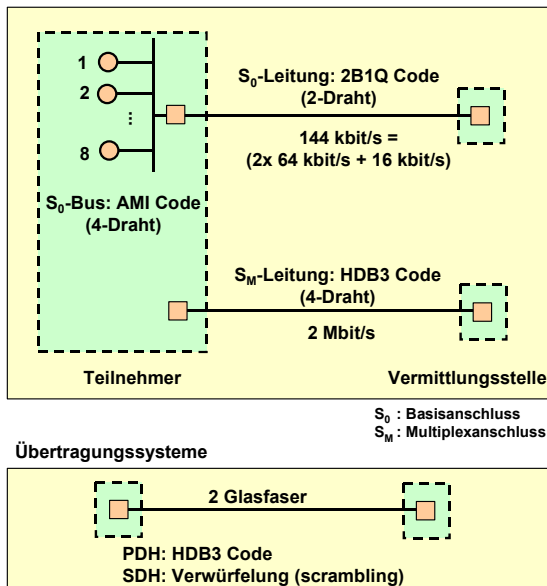 1
2
...
8
S₀-Bus: AMI Code
(4-Draht)
S₀-Leitung: 2B1Q Code
(2-Draht)
144 kbit/s =
(2x 64 kbit/s + 16 kbit/s)
S_M-Leitung: HDB3 Code
(4-Draht)
2 Mbit/s
Teilnehmer
Vermittlungsstelle
S₀ : Basisanschluss
S_M : Multiplexanschluss
Übertragungssysteme
2 Glasfaser
PDH: HDB3 Code
SDH: Verwürfelung (scrambling)